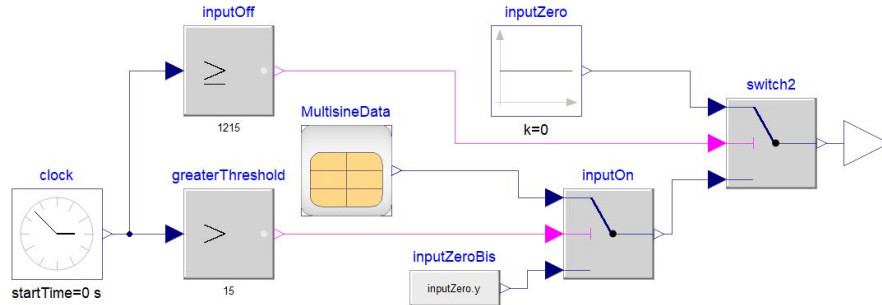 inputOff
≥
1215
inputZero
k=0
switch2
MultisineData
clock
startTime=0 s
greaterThreshold
>
15
inputOn
inputZeroBis
inputZero.y